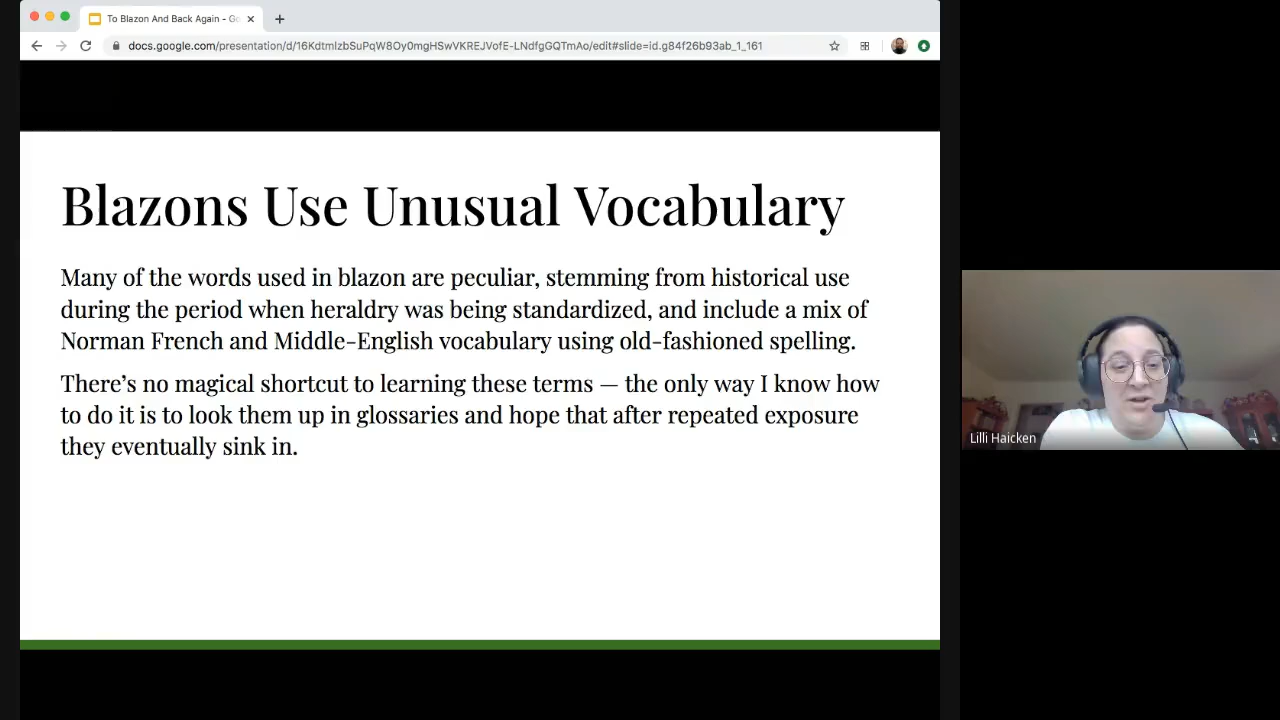 To Blazon And Back Again - Go
docs.google.com/presentation/d/16KdtmIzbSuPqW8Oy0mgHSwVKREJVofE-LNdfgGQTmAo/edit#slide=id.g84f26b93ab_1_161
Blazons Use Unusual Vocabulary
Many of the words used in blazon are peculiar, stemming from historical use
during the period when heraldry was being standardized, and include a mix of
Norman French and Middle-English vocabulary using old-fashioned spelling.
There’s no magical shortcut to learning these terms — the only way I know how
to do it is to look them up in glossaries and hope that after repeated exposure
they eventually sink in.
Lilli Haicken